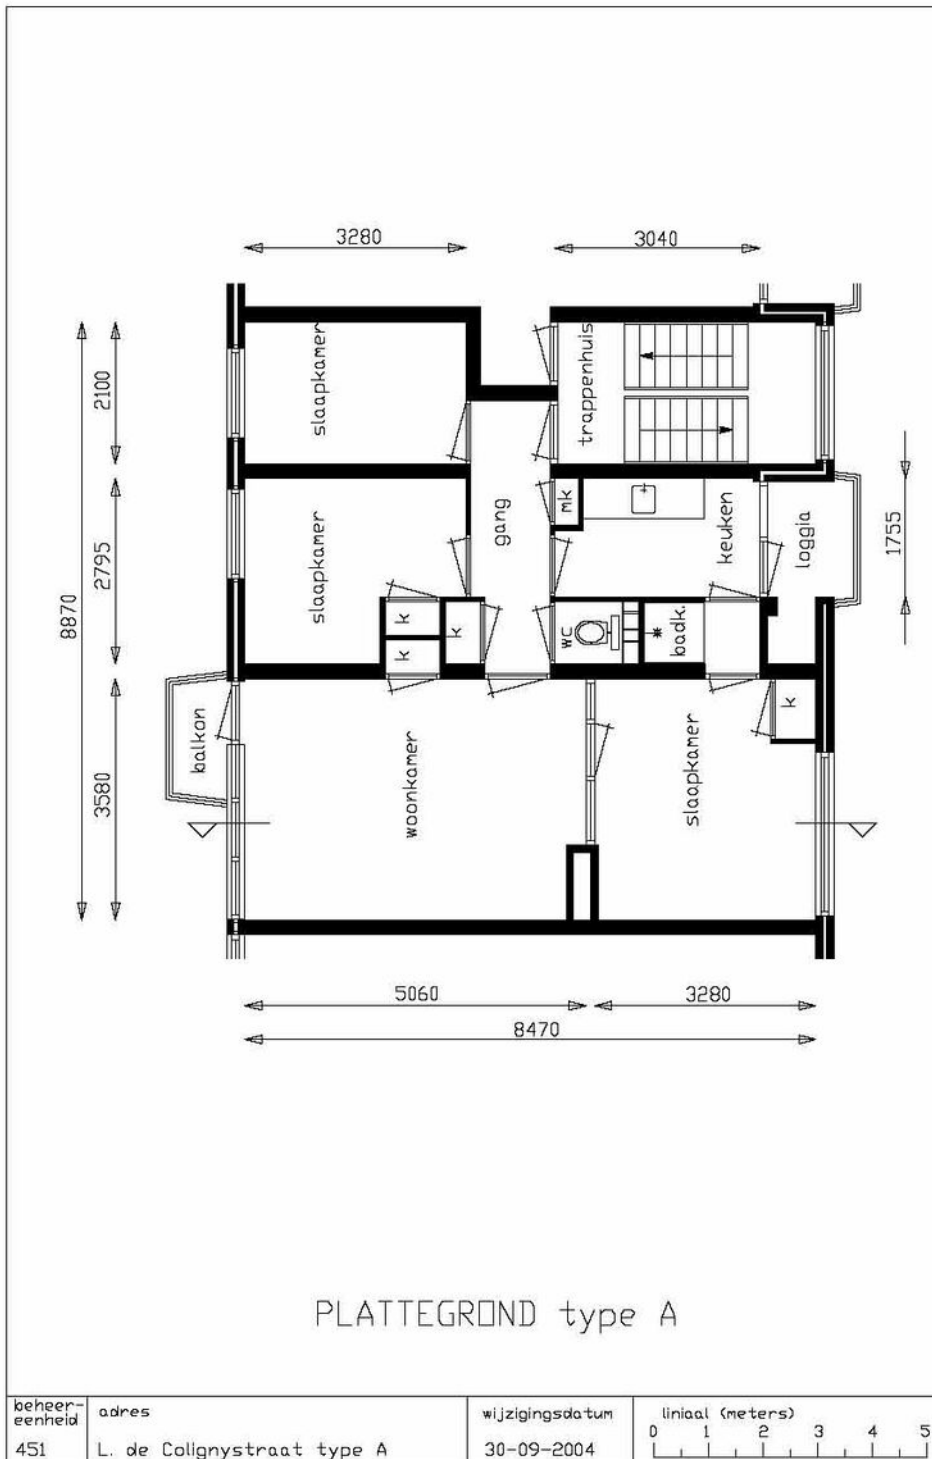 3280
3040
slaapkamer
trappenhuis
2100
slaapkamer
gang
mk
keuken
loggia
1755
2795
8870
k
k
k
wc
badk.
balkon
woonkamer
slaapkamer
k
3580
5060
3280
8470
PLATTEGROND type A
beheer-
eenheid
451
adres
L. de Colignystraat type A
wijzigingsdatum
30-09-2004
liniaal (meters)
0 1 2 3 4 5